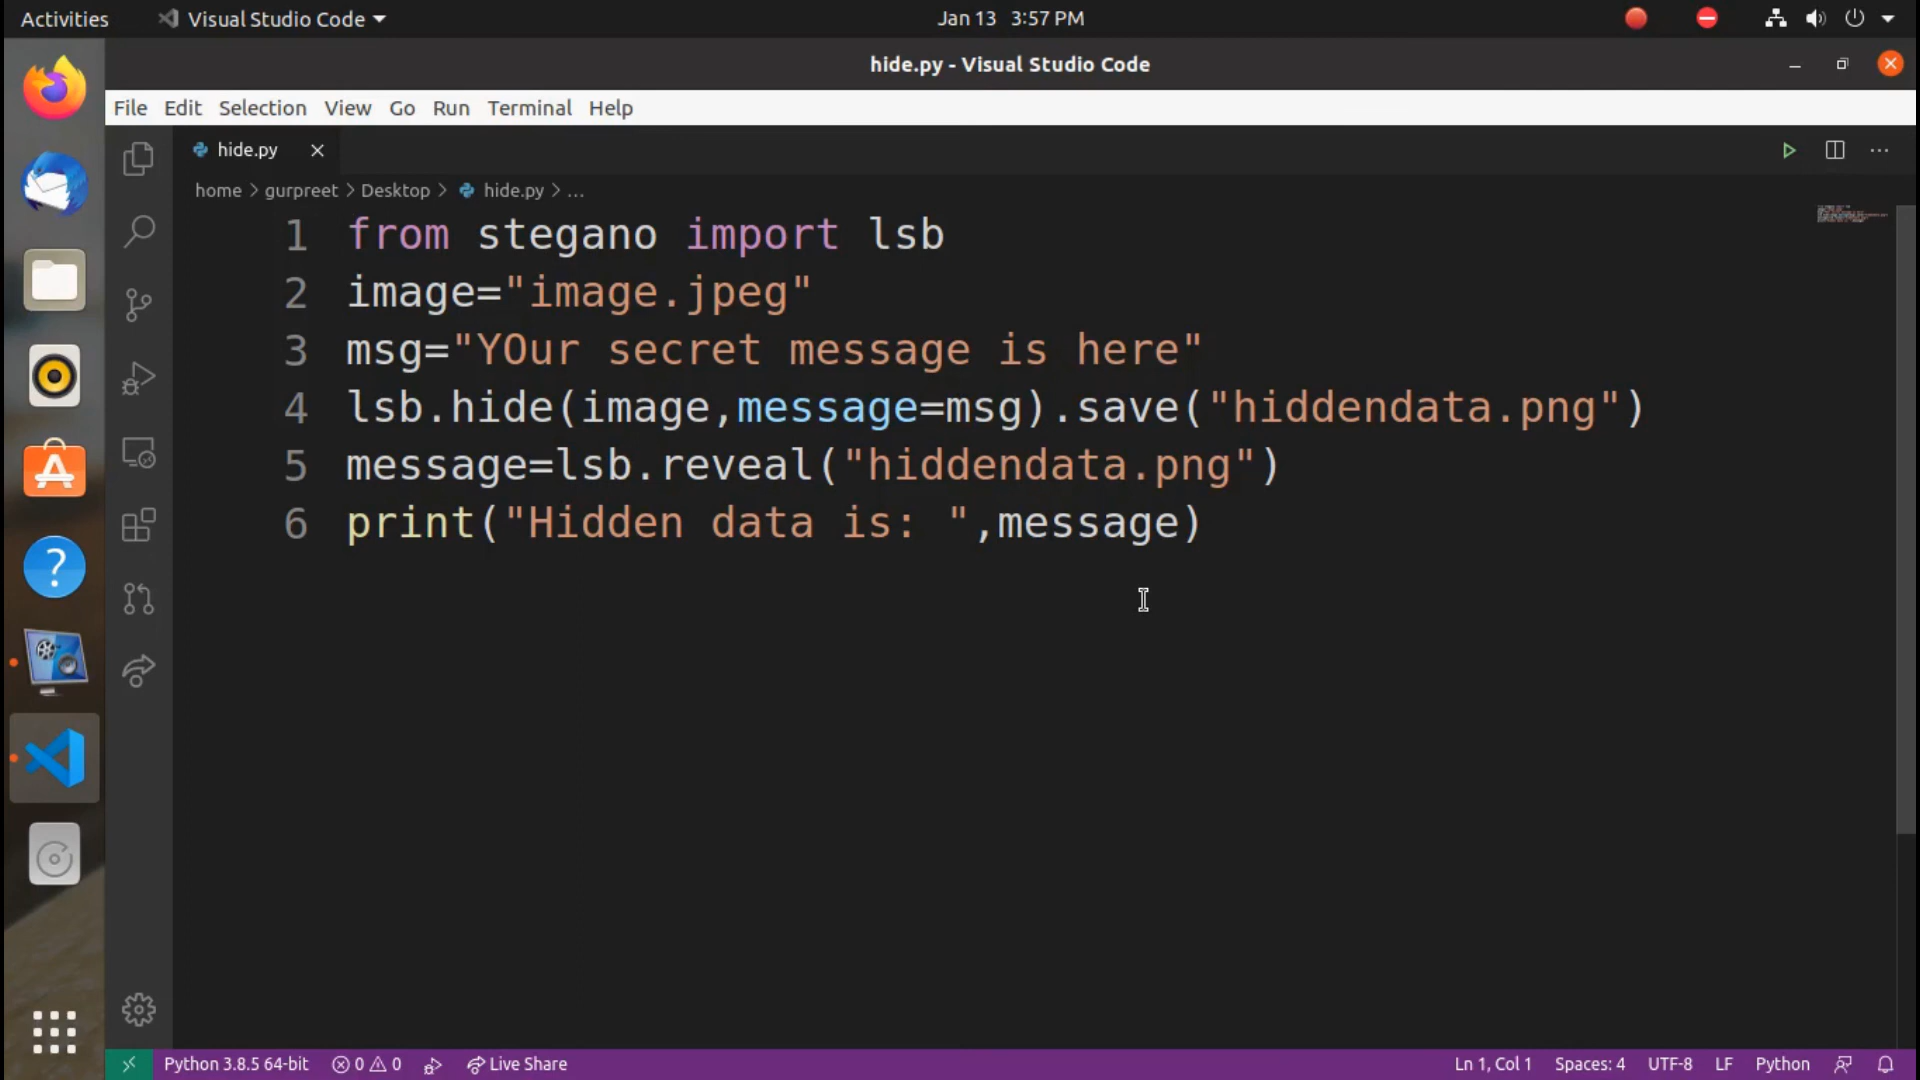 Activities Visual Studio Code Jan 13 3:57 PM
hide.py - Visual Studio Code
File Edit Selection View Go Run Terminal Help
hide.py
home > gurpreet > Desktop > hide.py > ...
1 from stegano import lsb
2 image="image.jpeg"
3 msg="YOur secret message is here"
4 lsb.hide(image,message=msg).save("hiddendata.png")
5 message=lsb.reveal("hiddendata.png")
6 print("Hidden data is: ",message)
Python 3.8.5 64-bit 0 0 Live Share Ln 1, Col 1 Spaces: 4 UTF-8 LF Python